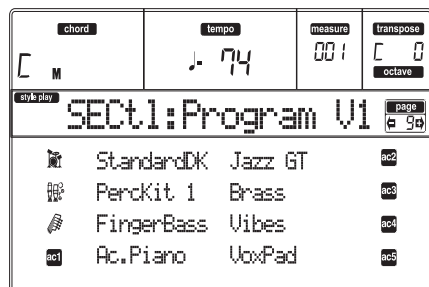 chord tempo measure transpose
C M ♩- 74 001 [ 0
octave
style play SECt1:Program V1 page
9
StandardDK Jazz GT ac2
PercKit 1 Brass ac3
FingerBass Vibes ac4
ac1 Ac.Piano VoxPad ac5